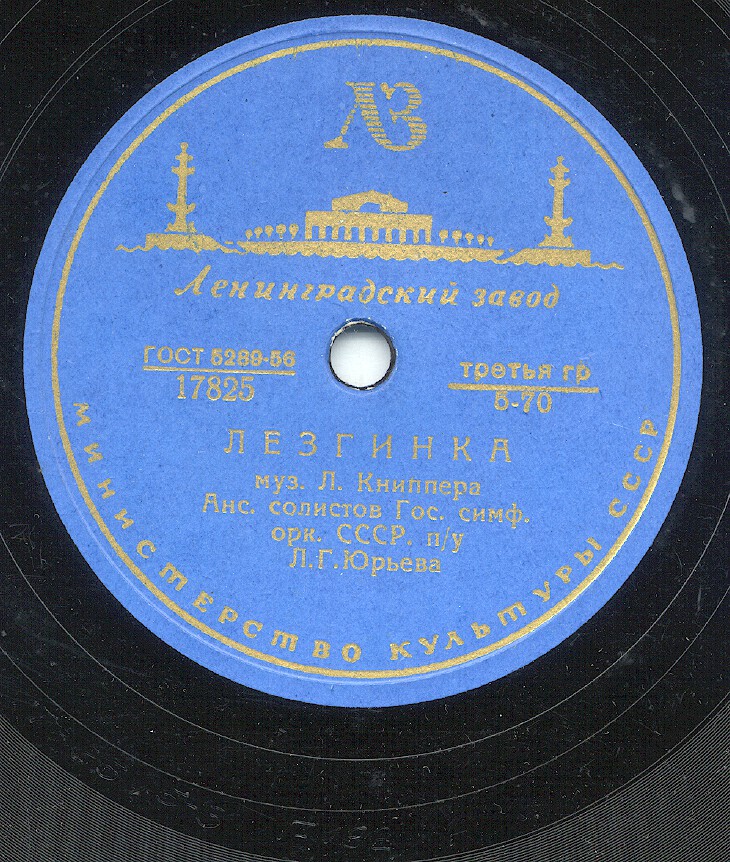 ЛЗ
Ленинградский завод
ГОСТ 5289-56
17825
третья гр
5-70
ЛЕЗГИНКА
муз. Л. Книппера
Анс. солистов Гос. симф.
орк. СССР. п/у
Л.Г.Юрьева
МИНИСТЕРСТВО КУЛЬТУРЫ СССР